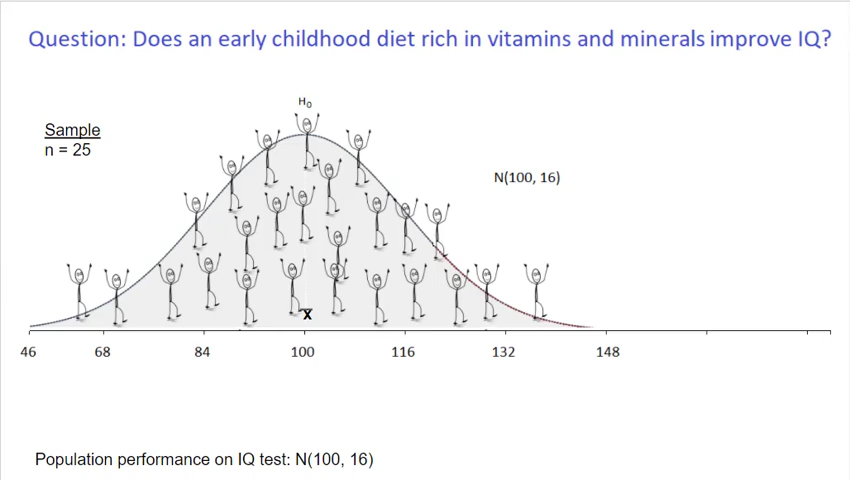 Question: Does an early childhood diet rich in vitamins and minerals improve IQ?
H₀
Sample
n = 25
N(100, 16)
X̄
46 68 84 100 116 132 148
Population performance on IQ test: N(100, 16)